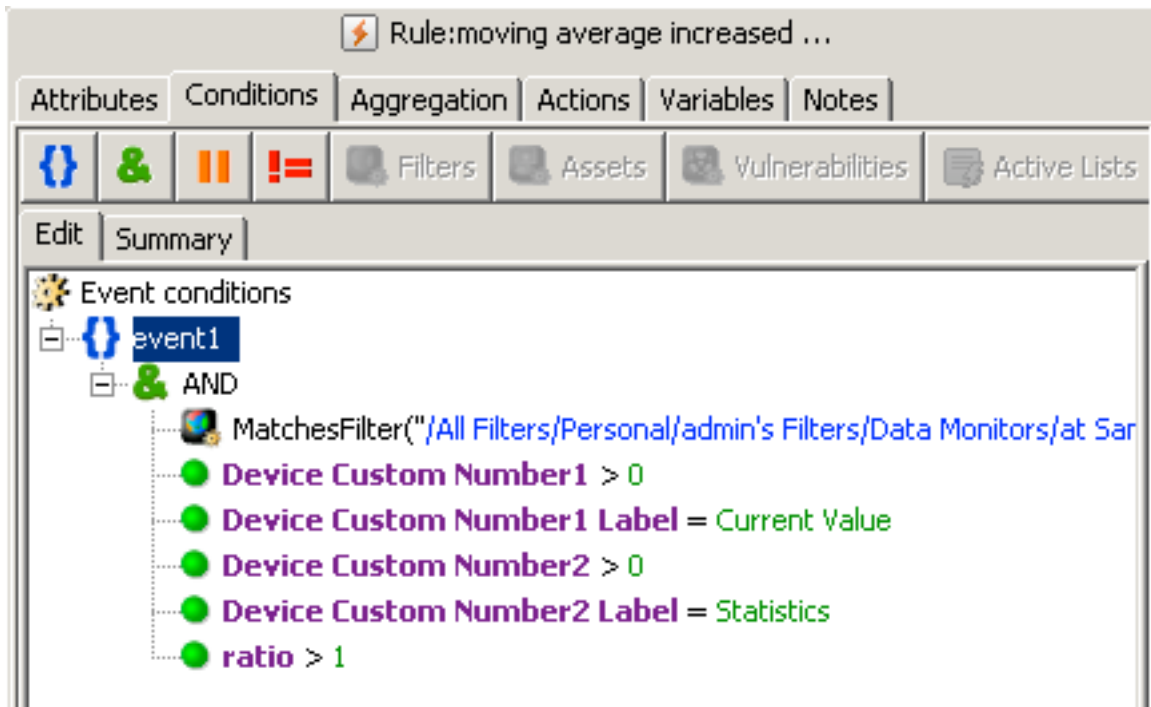 Rule:moving average increased ...
Attributes Conditions Aggregation Actions Variables Notes
{} & != Filters Assets Vulnerabilities Active Lists
Edit Summary
Event conditions
{} event1
& AND
MatchesFilter("/All Filters/Personal/admin's Filters/Data Monitors/at Sar
Device Custom Number1 > 0
Device Custom Number1 Label = Current Value
Device Custom Number2 > 0
Device Custom Number2 Label = Statistics
ratio > 1